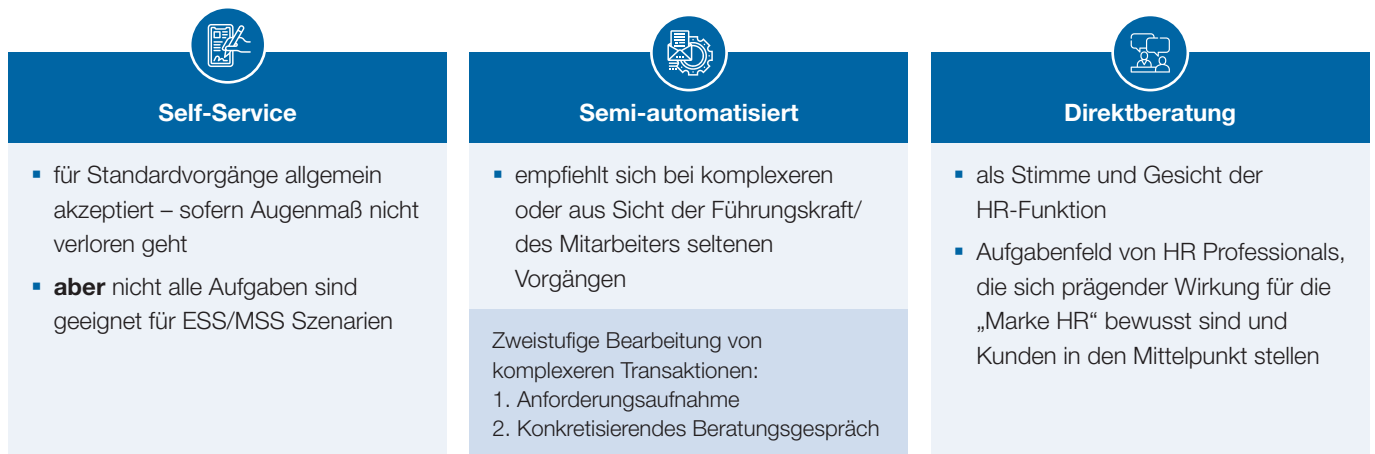 Self-Service
▪ für Standardvorgänge allgemein
akzeptiert – sofern Augenmaß nicht
verloren geht
▪ aber nicht alle Aufgaben sind
geeignet für ESS/MSS Szenarien
Semi-automatisiert
▪ empfiehlt sich bei komplexeren
oder aus Sicht der Führungskraft/
des Mitarbeiters seltenen
Vorgängen
Zweistufige Bearbeitung von
komplexeren Transaktionen:
1. Anforderungsaufnahme
2. Konkretisierendes Beratungsgespräch
Direktberatung
▪ als Stimme und Gesicht der
HR-Funktion
▪ Aufgabenfeld von HR Professionals,
die sich prägender Wirkung für die
„Marke HR“ bewusst sind und
Kunden in den Mittelpunkt stellen